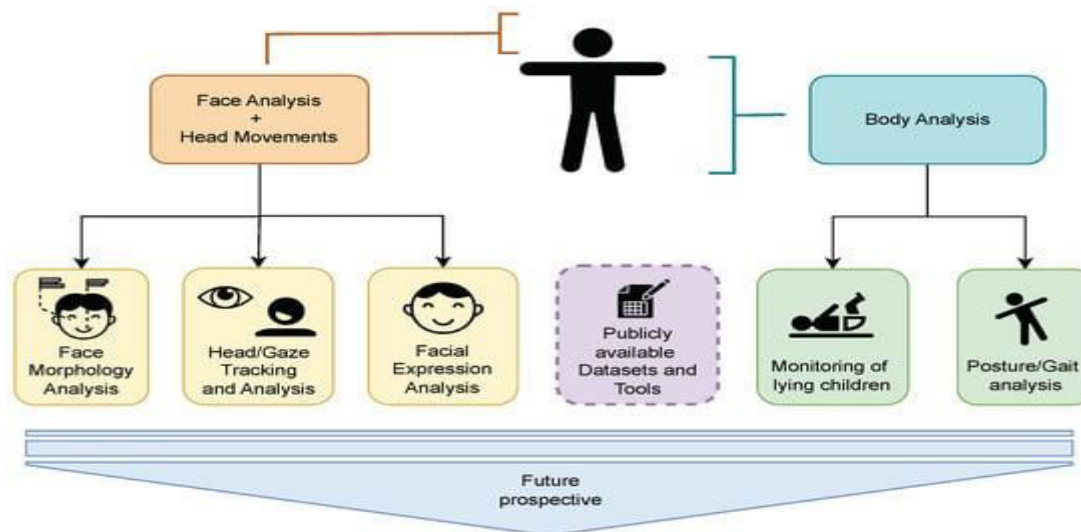 Face Analysis
+
Head Movements
Body Analysis
Face
Morphology
Analysis
Head/Gaze
Tracking
and Analysis
Facial
Expression
Analysis
Publicly
available
Datasets and
Tools
Monitoring of
lying children
Posture/Gait
analysis
Future
prospective